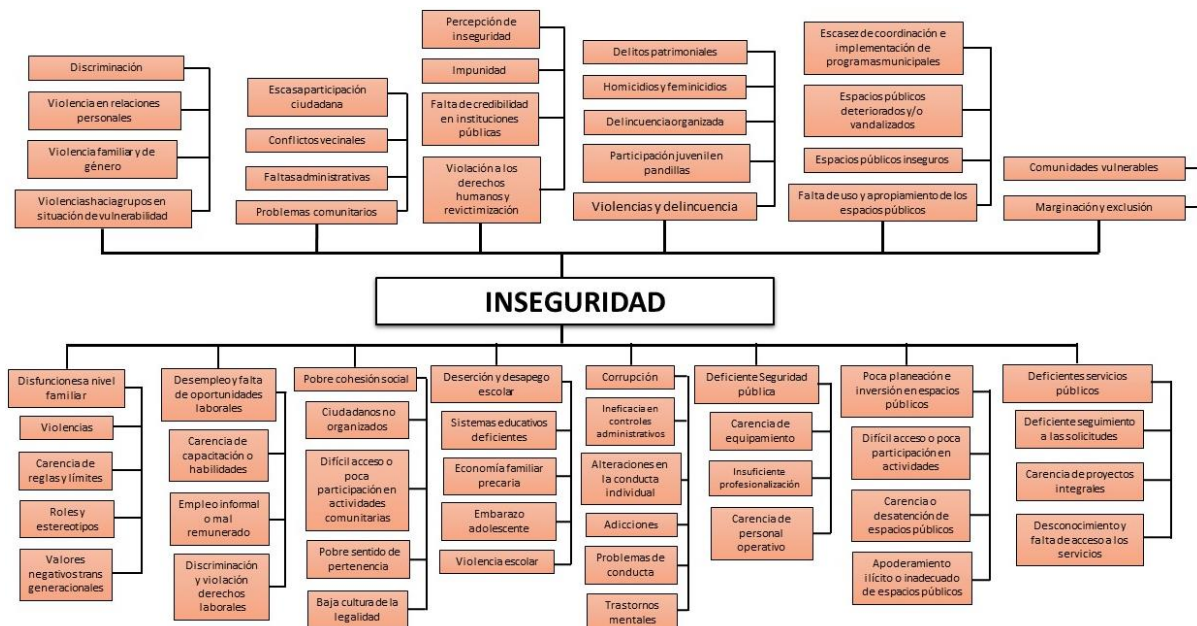 Discriminación
Violencia en relaciones
personales
Violencia familiar y de
género
Violencias hacia grupos en
situación de vulnerabilidad
Escasa participación
ciudadana
Conflictos vecinales
Faltas administrativas
Problemas comunitarios
Percepción de
inseguridad
Impunidad
Falta de credibilidad
en instituciones
públicas
Violación a los
derechos
humanos y
revictimización
Delitos patrimoniales
Homicidios y feminicidios
Delincuencia organizada
Participación juvenil en
pandillas
Violencias y delincuencia
Escasez de coordinación e
implementación de
programas municipales
Espacios públicos
deteriorados y/o
vandalizados
Espacios públicos inseguros
Falta de uso y apropiamiento de los
espacios públicos
Comunidades vulnerables
Marginación y exclusión
INSEGURIDAD
Disfunciones a nivel
familiar
Violencias
Carencia de
reglas y límites
Roles y
estereotipos
Valores
negativos trans
generacionales
Desempleo y falta
de oportunidades
laborales
Carencia de
capacitación o
habilidades
Empleo informal
o mal
remunerado
Discriminación
y violación
derechos
laborales
Pobre cohesión social
Ciudadanos no
organizados
Difícil acceso o
poca
participación en
actividades
comunitarias
Pobre sentido de
pertenencia
Baja cultura de la
legalidad
Deserción y desapego
escolar
Sistemas educativos
deficientes
Economía familiar
precaria
Embarazo
adolescente
Violencia escolar
Corrupción
Ineficacia en
controles
administrativos
Alteraciones en
la conducta
individual
Adicciones
Problemas de
conducta
Trastornos
mentales
Deficiente Seguridad
pública
Carencia de
equipamiento
Insuficiente
profesionalización
Carencia de
personal
operativo
Poca planeación e
inversión en espacios
públicos
Difícil acceso o poca
participación en
actividades
Carencia o
desatención de
espacios públicos
Apoderamiento
ilícito o inadecuado
de espacios públicos
Deficientes servicios
públicos
Deficiente seguimiento
a las solicitudes
Carencia de proyectos
integrales
Desconocimiento y
falta de acceso a los
servicios